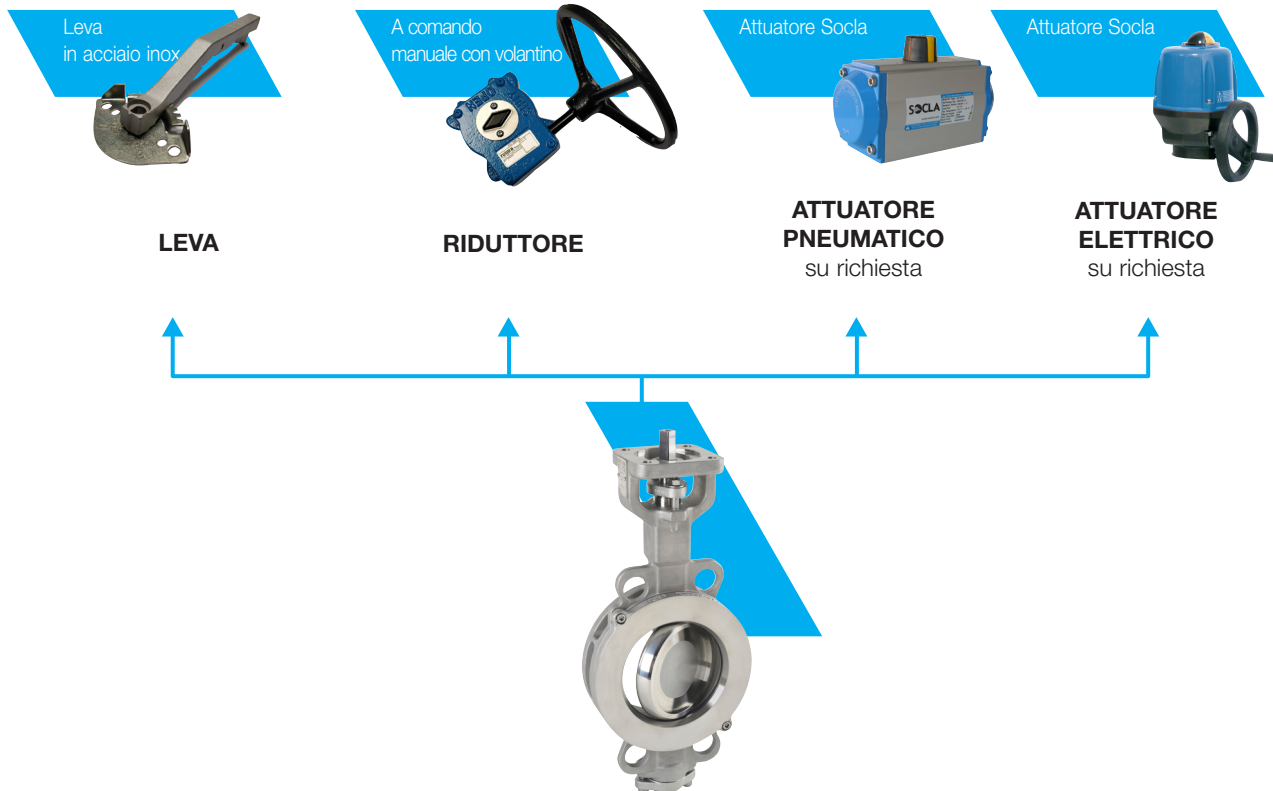 Leva
in acciaio inox
A comando
manuale con volantino
Attuatore Socla
Attuatore Socla
OPEN
SOCLA
LEVA
RIDUTTORE
ATTUATORE
PNEUMATICO
su richiesta
ATTUATORE
ELETTRICO
su richiesta